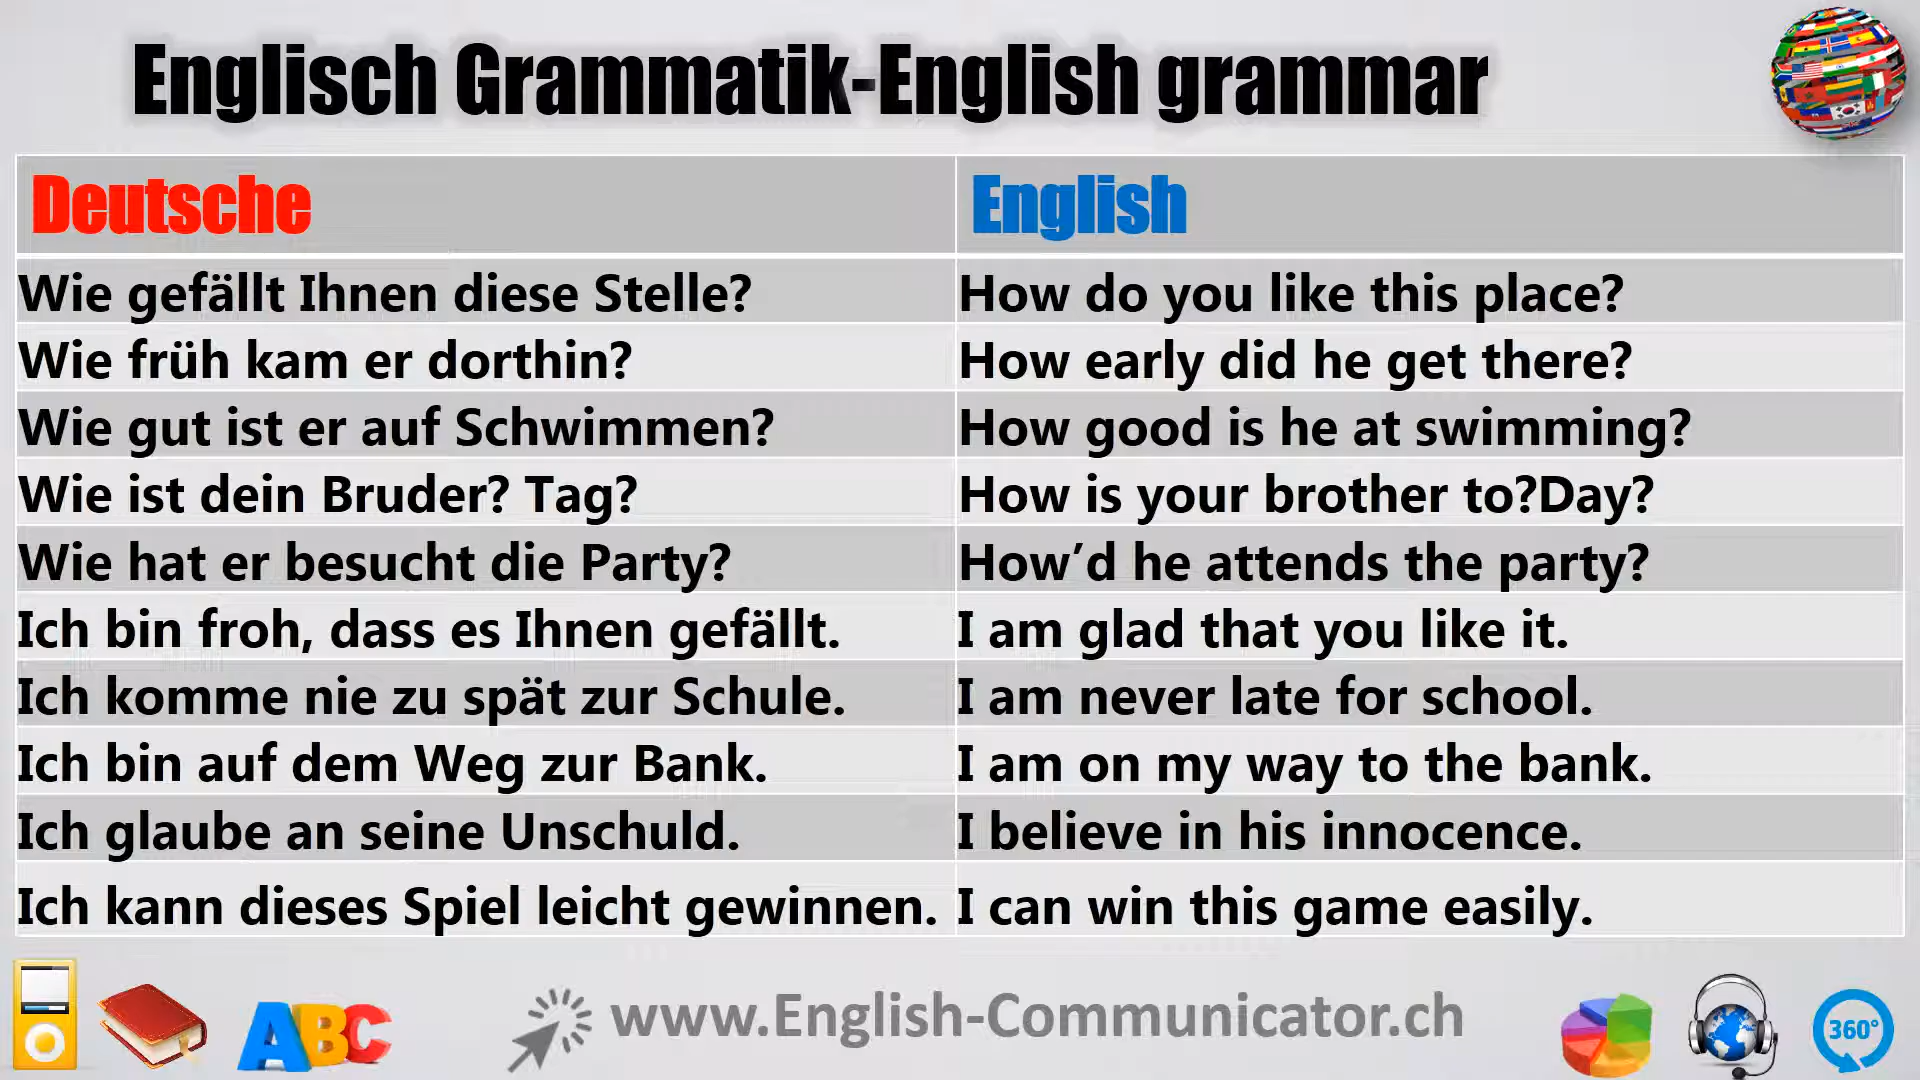 Englisch Grammatik-English grammar
Deutsche English
Wie gefällt Ihnen diese Stelle? How do you like this place?
Wie früh kam er dorthin? How early did he get there?
Wie gut ist er auf Schwimmen? How good is he at swimming?
Wie ist dein Bruder? Tag? How is your brother to?Day?
Wie hat er besucht die Party? How’d he attends the party?
Ich bin froh, dass es Ihnen gefällt. I am glad that you like it.
Ich komme nie zu spät zur Schule. I am never late for school.
Ich bin auf dem Weg zur Bank. I am on my way to the bank.
Ich glaube an seine Unschuld. I believe in his innocence.
Ich kann dieses Spiel leicht gewinnen. I can win this game easily.
ABC www.English-Communicator.ch 360°